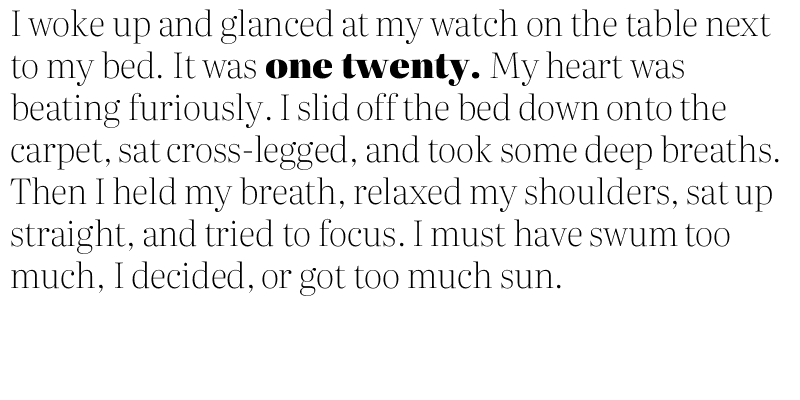 I woke up and glanced at my watch on the table next
to my bed. It was one twenty. My heart was
beating furiously. I slid off the bed down onto the
carpet, sat cross-legged, and took some deep breaths.
Then I held my breath, relaxed my shoulders, sat up
straight, and tried to focus. I must have swum too
much, I decided, or got too much sun.